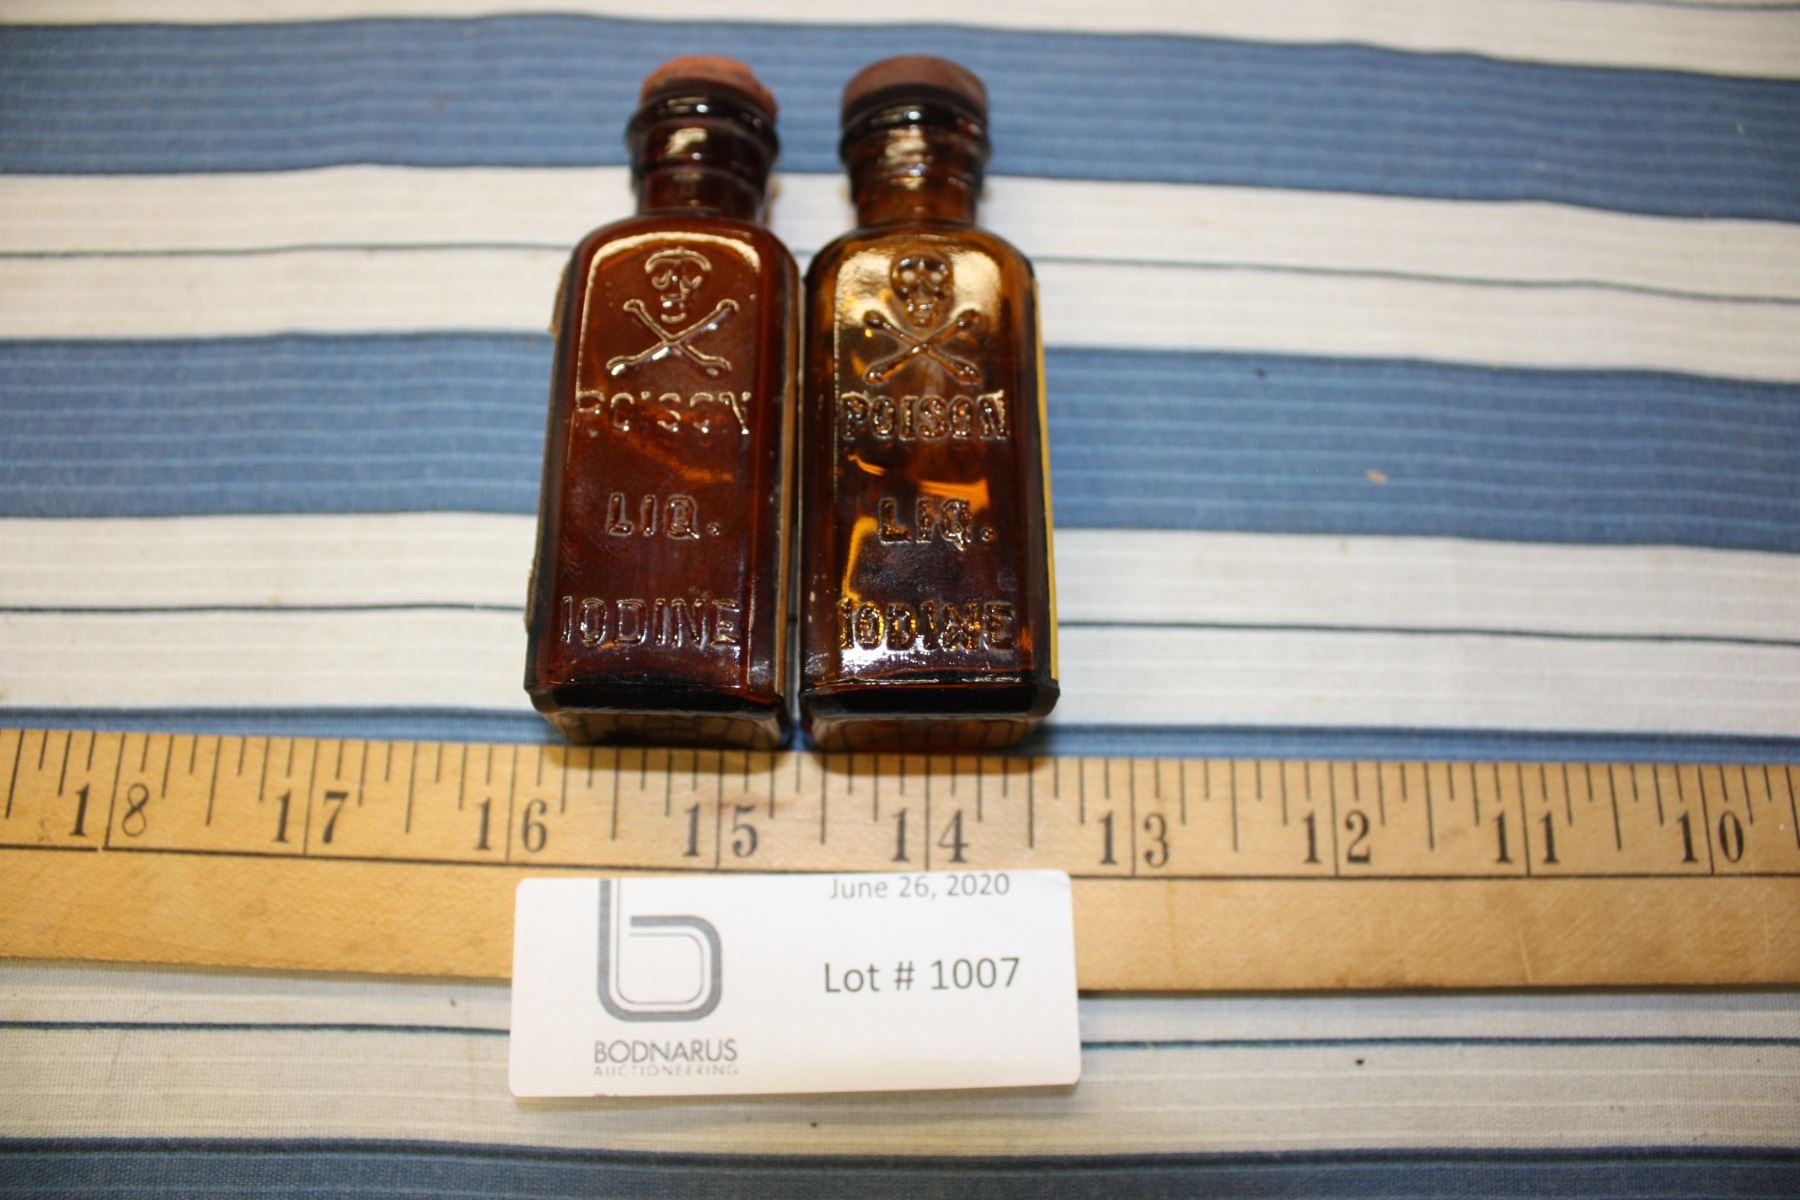 POISON
LIQ.
IODINE
POISON
LIQ.
IODINE
18 17 16 15 14 13 12 11 10
June 26, 2020
Lot # 1007
b
BODNARUS
AUCTIONEERING